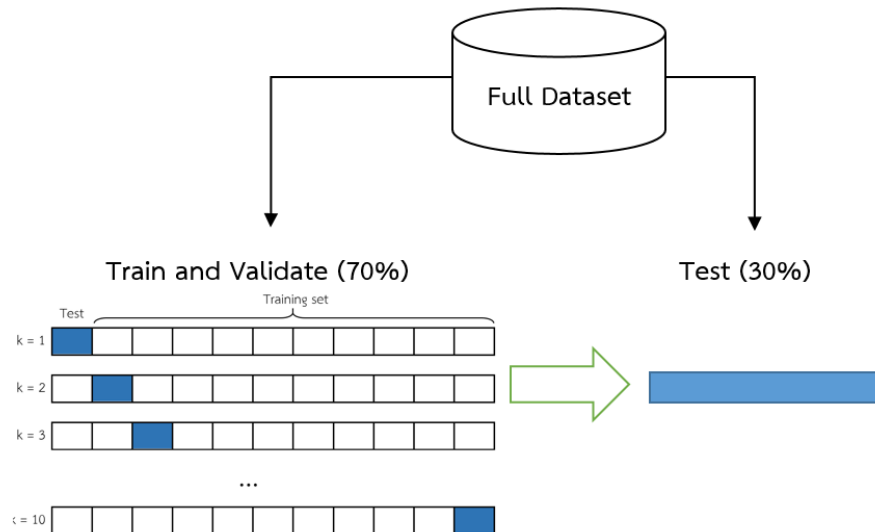 Full Dataset
Train and Validate (70%)
Test (30%)
Test
Training set
k = 1
k = 2
k = 3
...
k = 10